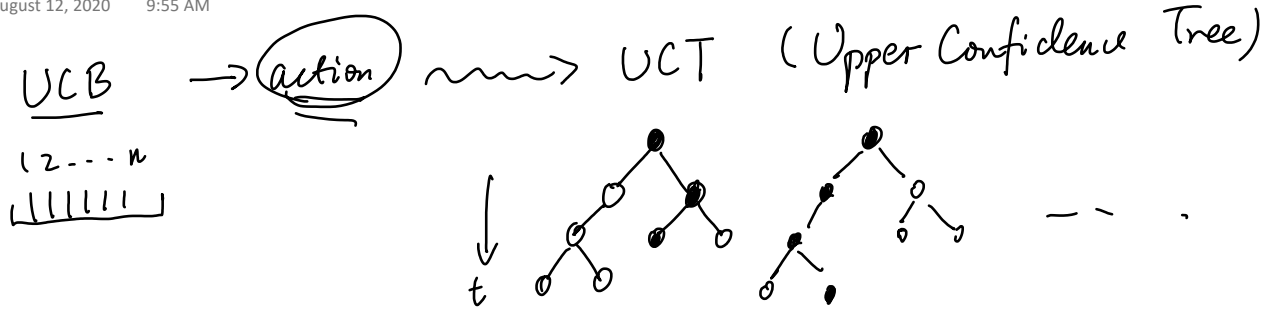 ugust 12, 2020 9:55 AM
UCB → action ⇝ UCT (Upper Confidence Tree)
1 2 --- n
t